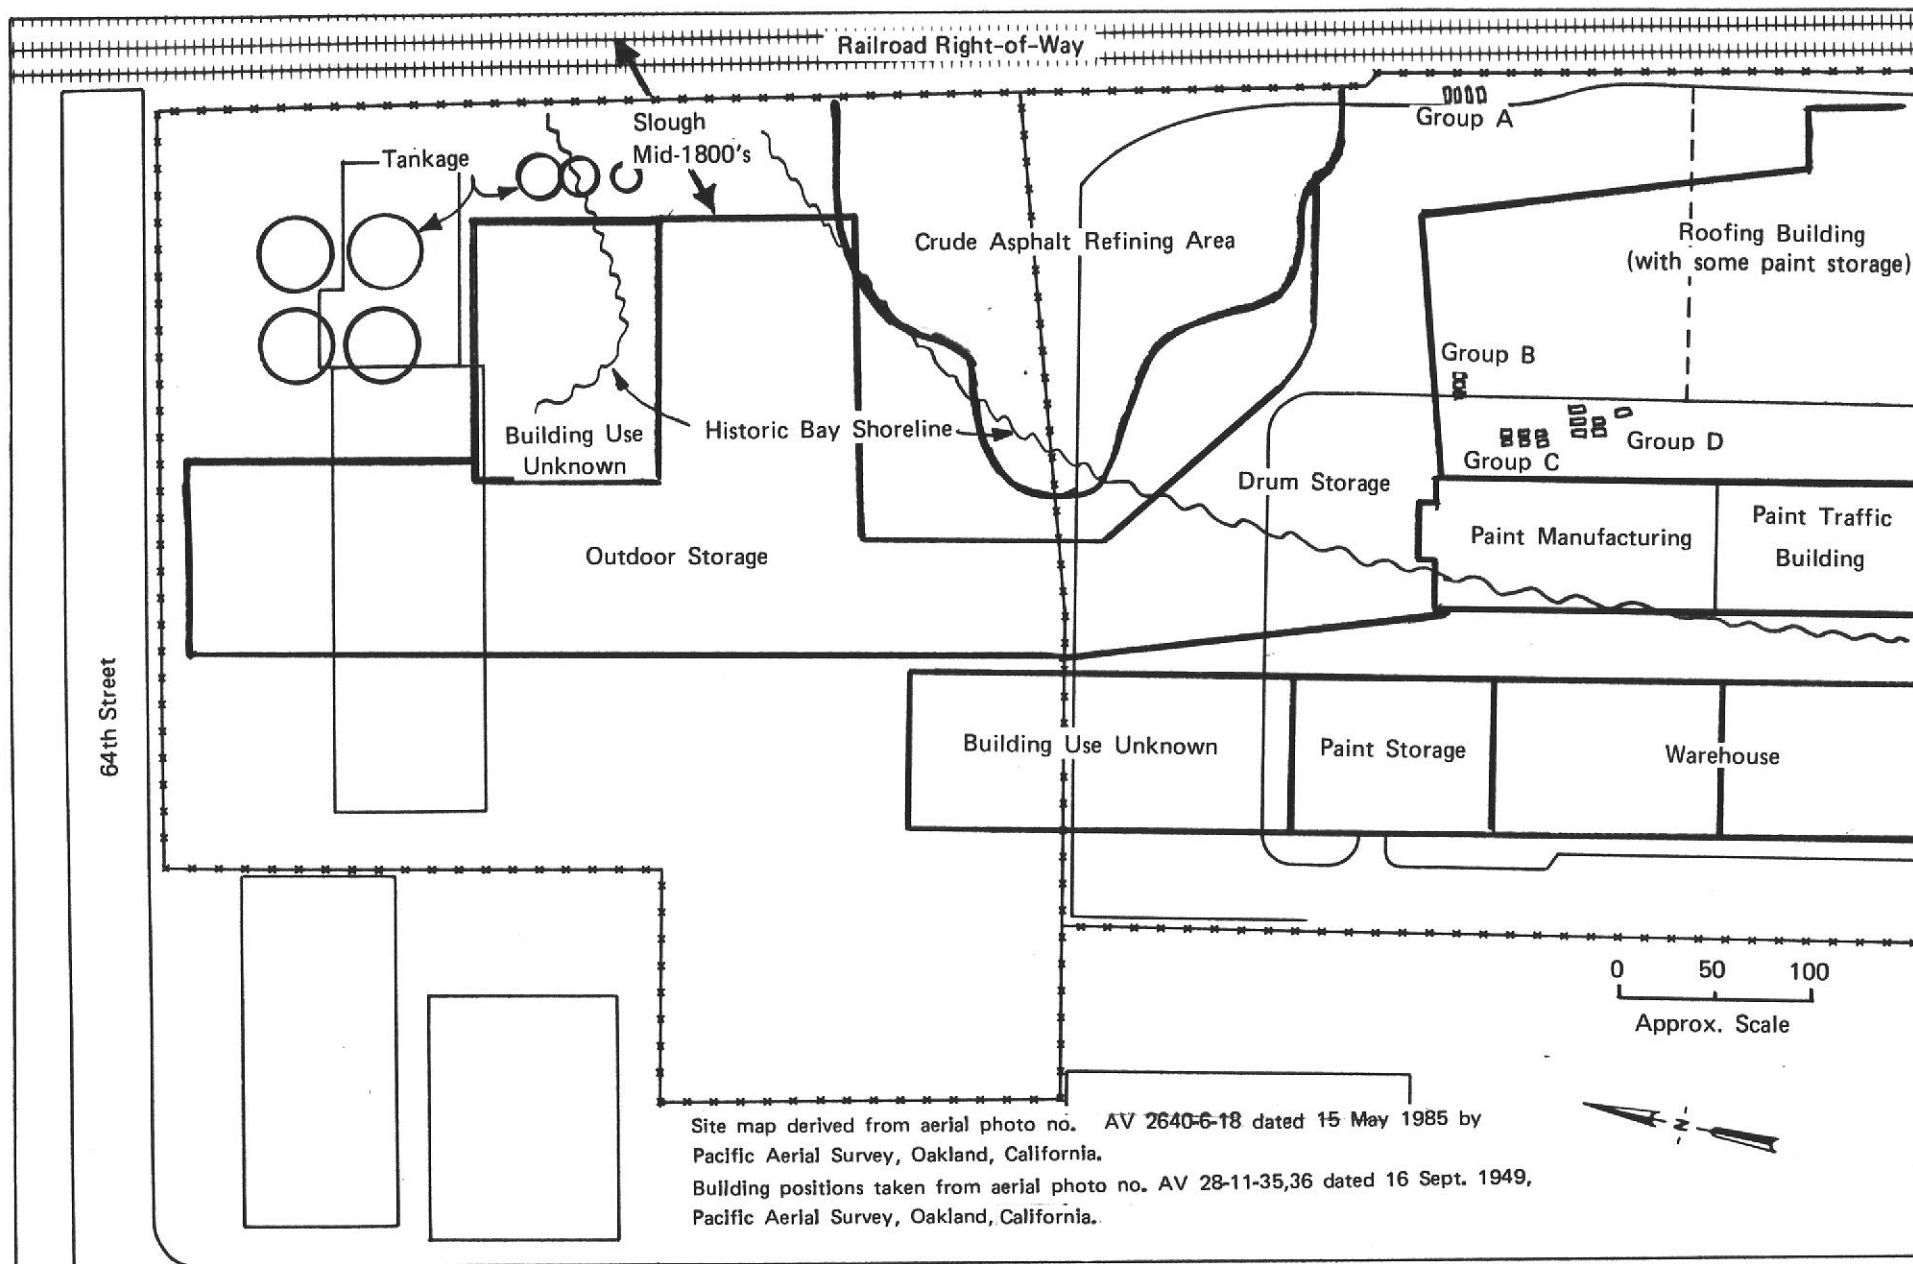 Railroad Right-of-Way
Slough
Mid-1800's
Tankage
Group A
Crude Asphalt Refining Area
Roofing Building
(with some paint storage)
Group B
Building Use
Unknown
Historic Bay Shoreline
Group D
Group C
Drum Storage
Paint Manufacturing
Paint Traffic
Building
Outdoor Storage
64th Street
Building Use Unknown
Paint Storage
Warehouse
0 50 100
Approx. Scale
N
Site map derived from aerial photo no. AV 2640-6-18 dated 15 May 1985 by
Pacific Aerial Survey, Oakland, California.
Building positions taken from aerial photo no. AV 28-11-35,36 dated 16 Sept. 1949,
Pacific Aerial Survey, Oakland, California.